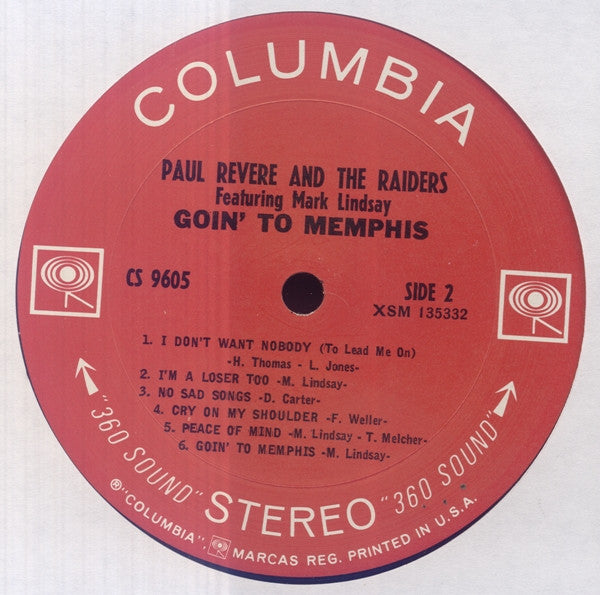 COLUMBIA
PAUL REVERE AND THE RAIDERS
Featuring Mark Lindsay
GOIN' TO MEMPHIS
CS 9605
SIDE 2
XSM 135332
1. I DON'T WANT NOBODY (To Lead Me On)
-H. Thomas - L. Jones-
2. I'M A LOSER TOO -M. Lindsay-
3. NO SAD SONGS -D. Carter-
4. CRY ON MY SHOULDER -F. Weller-
5. PEACE OF MIND -M. Lindsay - T. Melcher-
6. GOIN' TO MEMPHIS -M. Lindsay-
"360 SOUND" STEREO "360 SOUND"
® "COLUMBIA", MARCAS REG. PRINTED IN U.S.A.